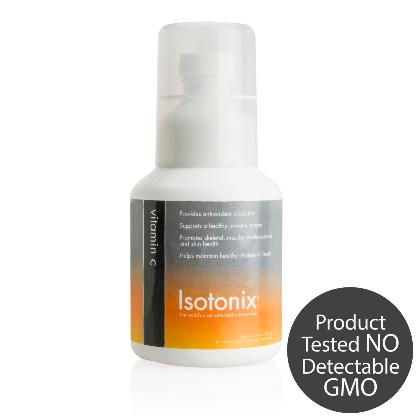 vitamin c
Provides antioxidant protection
Supports a healthy immune system
Promotes skeletal, muscle,
and skin health
Helps maintain healthy cholesterol levels
Isotonix®
Product
Tested NO
Detectable
GMO